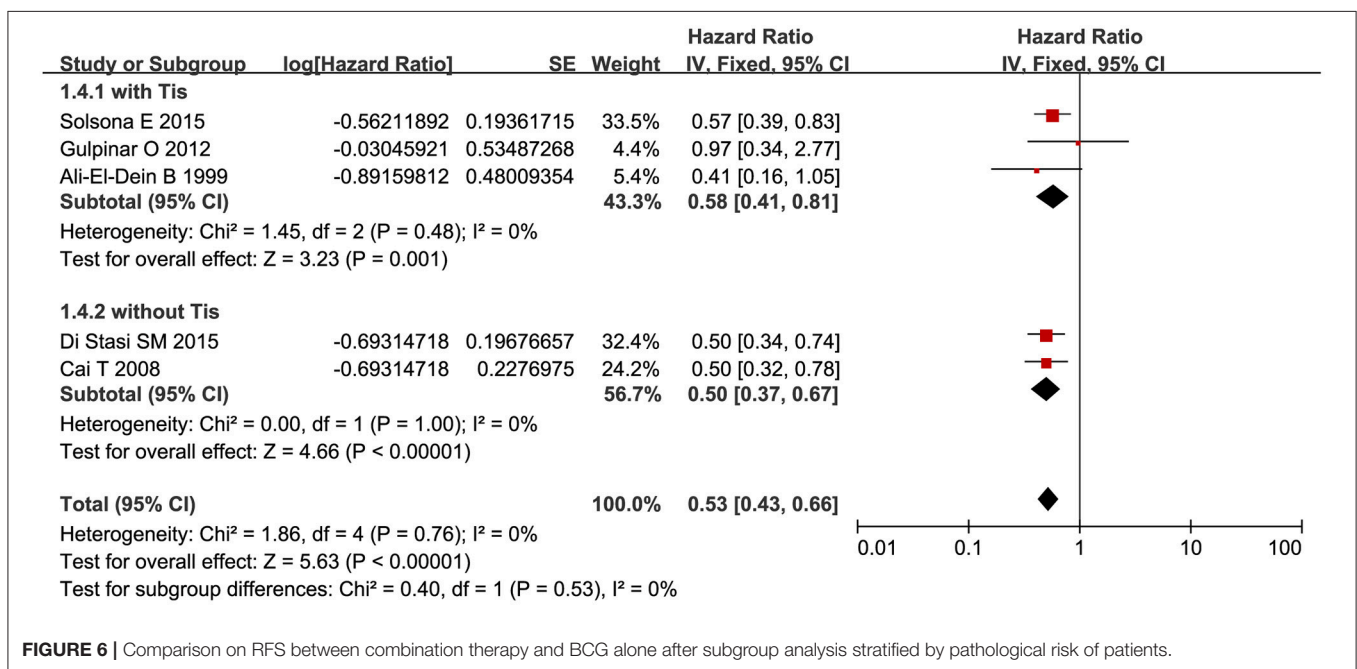 Hazard Ratio Hazard Ratio
Study or Subgroup log[Hazard Ratio] SE Weight IV, Fixed, 95% CI IV, Fixed, 95% CI
1.4.1 with Tis
Solsona E 2015 -0.56211892 0.19361715 33.5% 0.57 [0.39, 0.83]
Gulpinar O 2012 -0.03045921 0.53487268 4.4% 0.97 [0.34, 2.77]
Ali-El-Dein B 1999 -0.89159812 0.48009354 5.4% 0.41 [0.16, 1.05]
Subtotal (95% CI) 43.3% 0.58 [0.41, 0.81]
Heterogeneity: Chi² = 1.45, df = 2 (P = 0.48); I² = 0%
Test for overall effect: Z = 3.23 (P = 0.001)
1.4.2 without Tis
Di Stasi SM 2015 -0.69314718 0.19676657 32.4% 0.50 [0.34, 0.74]
Cai T 2008 -0.69314718 0.2276975 24.2% 0.50 [0.32, 0.78]
Subtotal (95% CI) 56.7% 0.50 [0.37, 0.67]
Heterogeneity: Chi² = 0.00, df = 1 (P = 1.00); I² = 0%
Test for overall effect: Z = 4.66 (P < 0.00001)
Total (95% CI) 100.0% 0.53 [0.43, 0.66]
Heterogeneity: Chi² = 1.86, df = 4 (P = 0.76); I² = 0%
Test for overall effect: Z = 5.63 (P < 0.00001)
Test for subgroup differences: Chi² = 0.40, df = 1 (P = 0.53), I² = 0%
0.01 0.1 1 10 100
FIGURE 6 | Comparison on RFS between combination therapy and BCG alone after subgroup analysis stratified by pathological risk of patients.